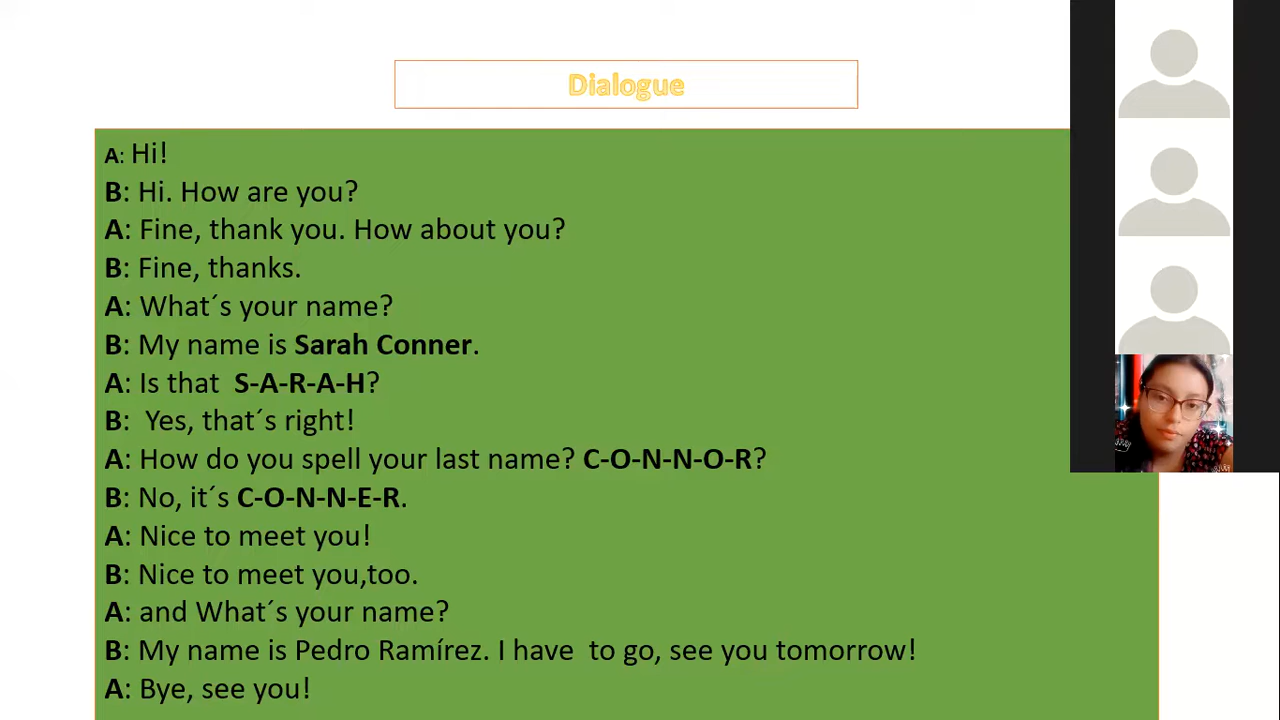 Dialogue
A: Hi!
B: Hi. How are you?
A: Fine, thank you. How about you?
B: Fine, thanks.
A: What´s your name?
B: My name is Sarah Conner.
A: Is that  S-A-R-A-H?
B:  Yes, that´s right!
A: How do you spell your last name? C-O-N-N-O-R?
B: No, it´s C-O-N-N-E-R.
A: Nice to meet you!
B: Nice to meet you,too.
A: and What´s your name?
B: My name is Pedro Ramírez. I have  to go, see you tomorrow!
A: Bye, see you!